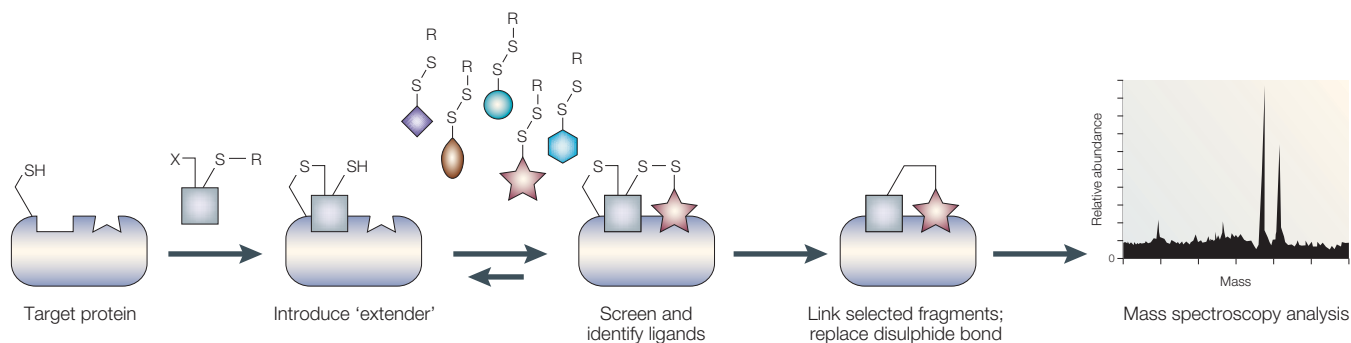 R
S
S
R
S
S
R
S
S
R
S
S
R
S
S
SH
X
S
R
S
SH
S
S
S
Relative abundance
0
Mass
Target protein
Introduce ‘extender’
Screen and
identify ligands
Link selected fragments;
replace disulphide bond
Mass spectroscopy analysis